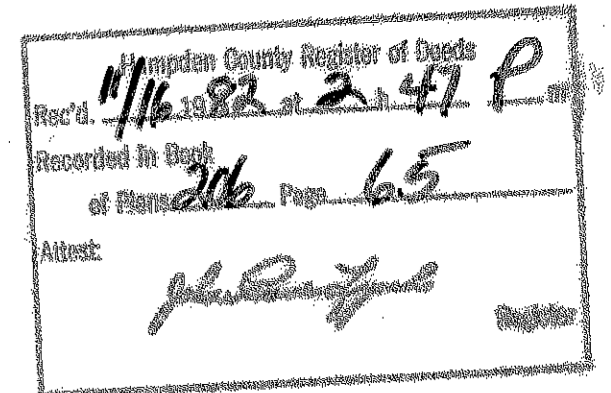 Hampden County Register of Deeds
Rec'd. 11/16 1982 at 2 h 47 P m
Recorded in Book
of Plans 206 Page 65
Attest:
Register